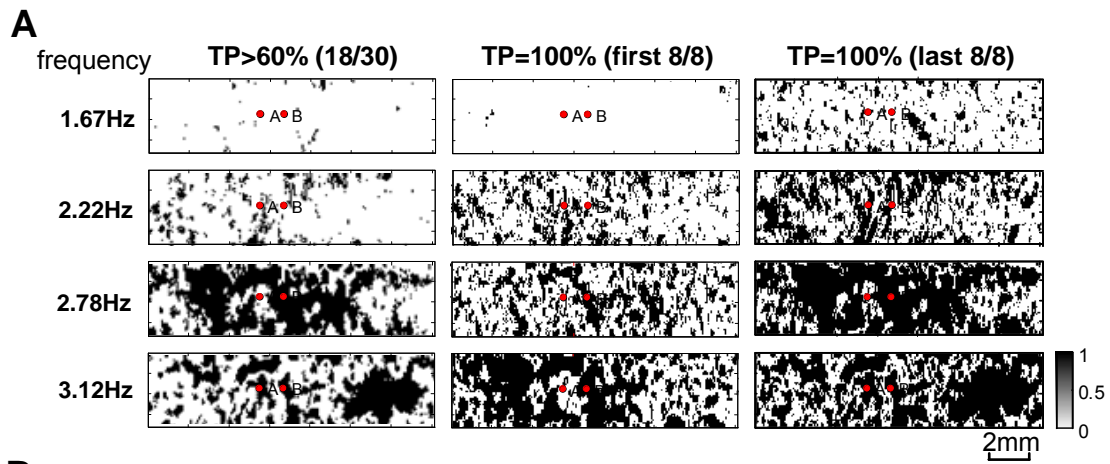 A
frequency TP>60% (18/30) TP=100% (first 8/8) TP=100% (last 8/8)
1.67Hz A B A B A B
2.22Hz A B A B A B
2.78Hz
3.12Hz A B A B
1
0.5
0
2mm